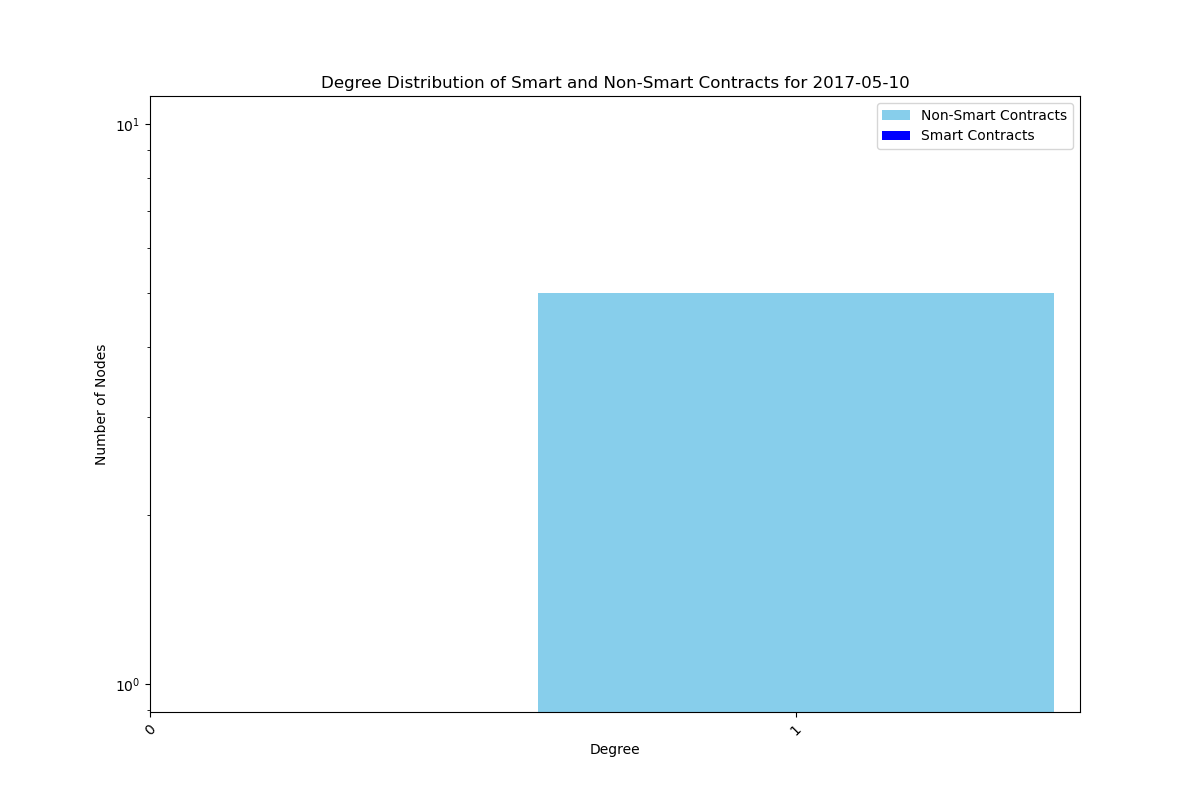 Degree Distribution of Smart and Non-Smart Contracts for 2017-05-10
Non-Smart Contracts
Smart Contracts
10¹
10⁰
Number of Nodes
0
1
Degree